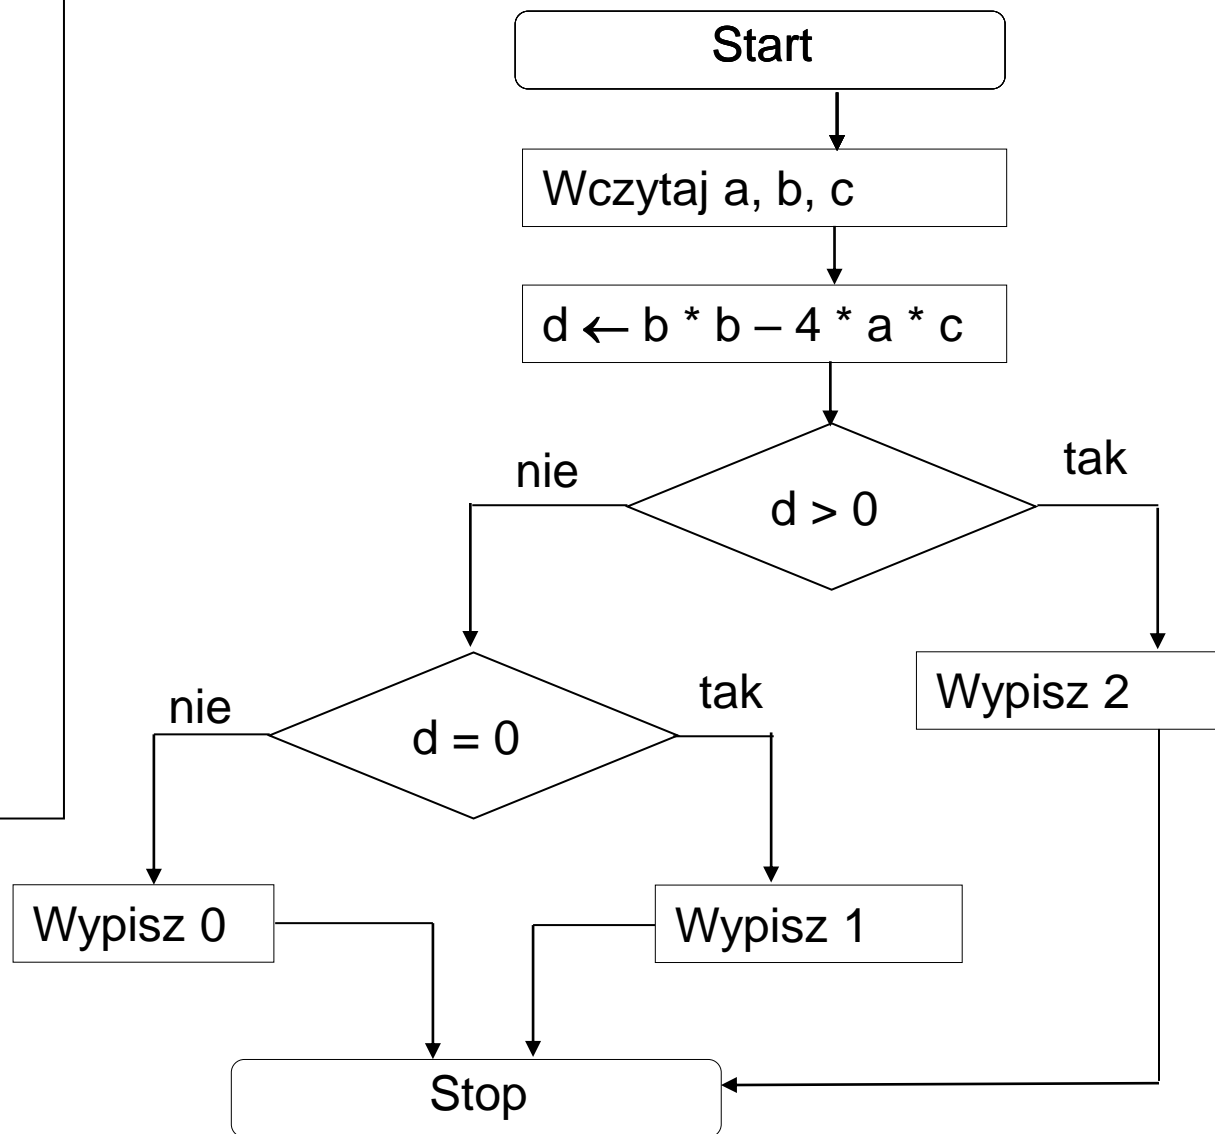 Start
Wczytaj a, b, c
d ← b * b – 4 * a * c
nie
tak
d > 0
nie
tak
d = 0
Wypisz 2
Wypisz 0
Wypisz 1
Stop